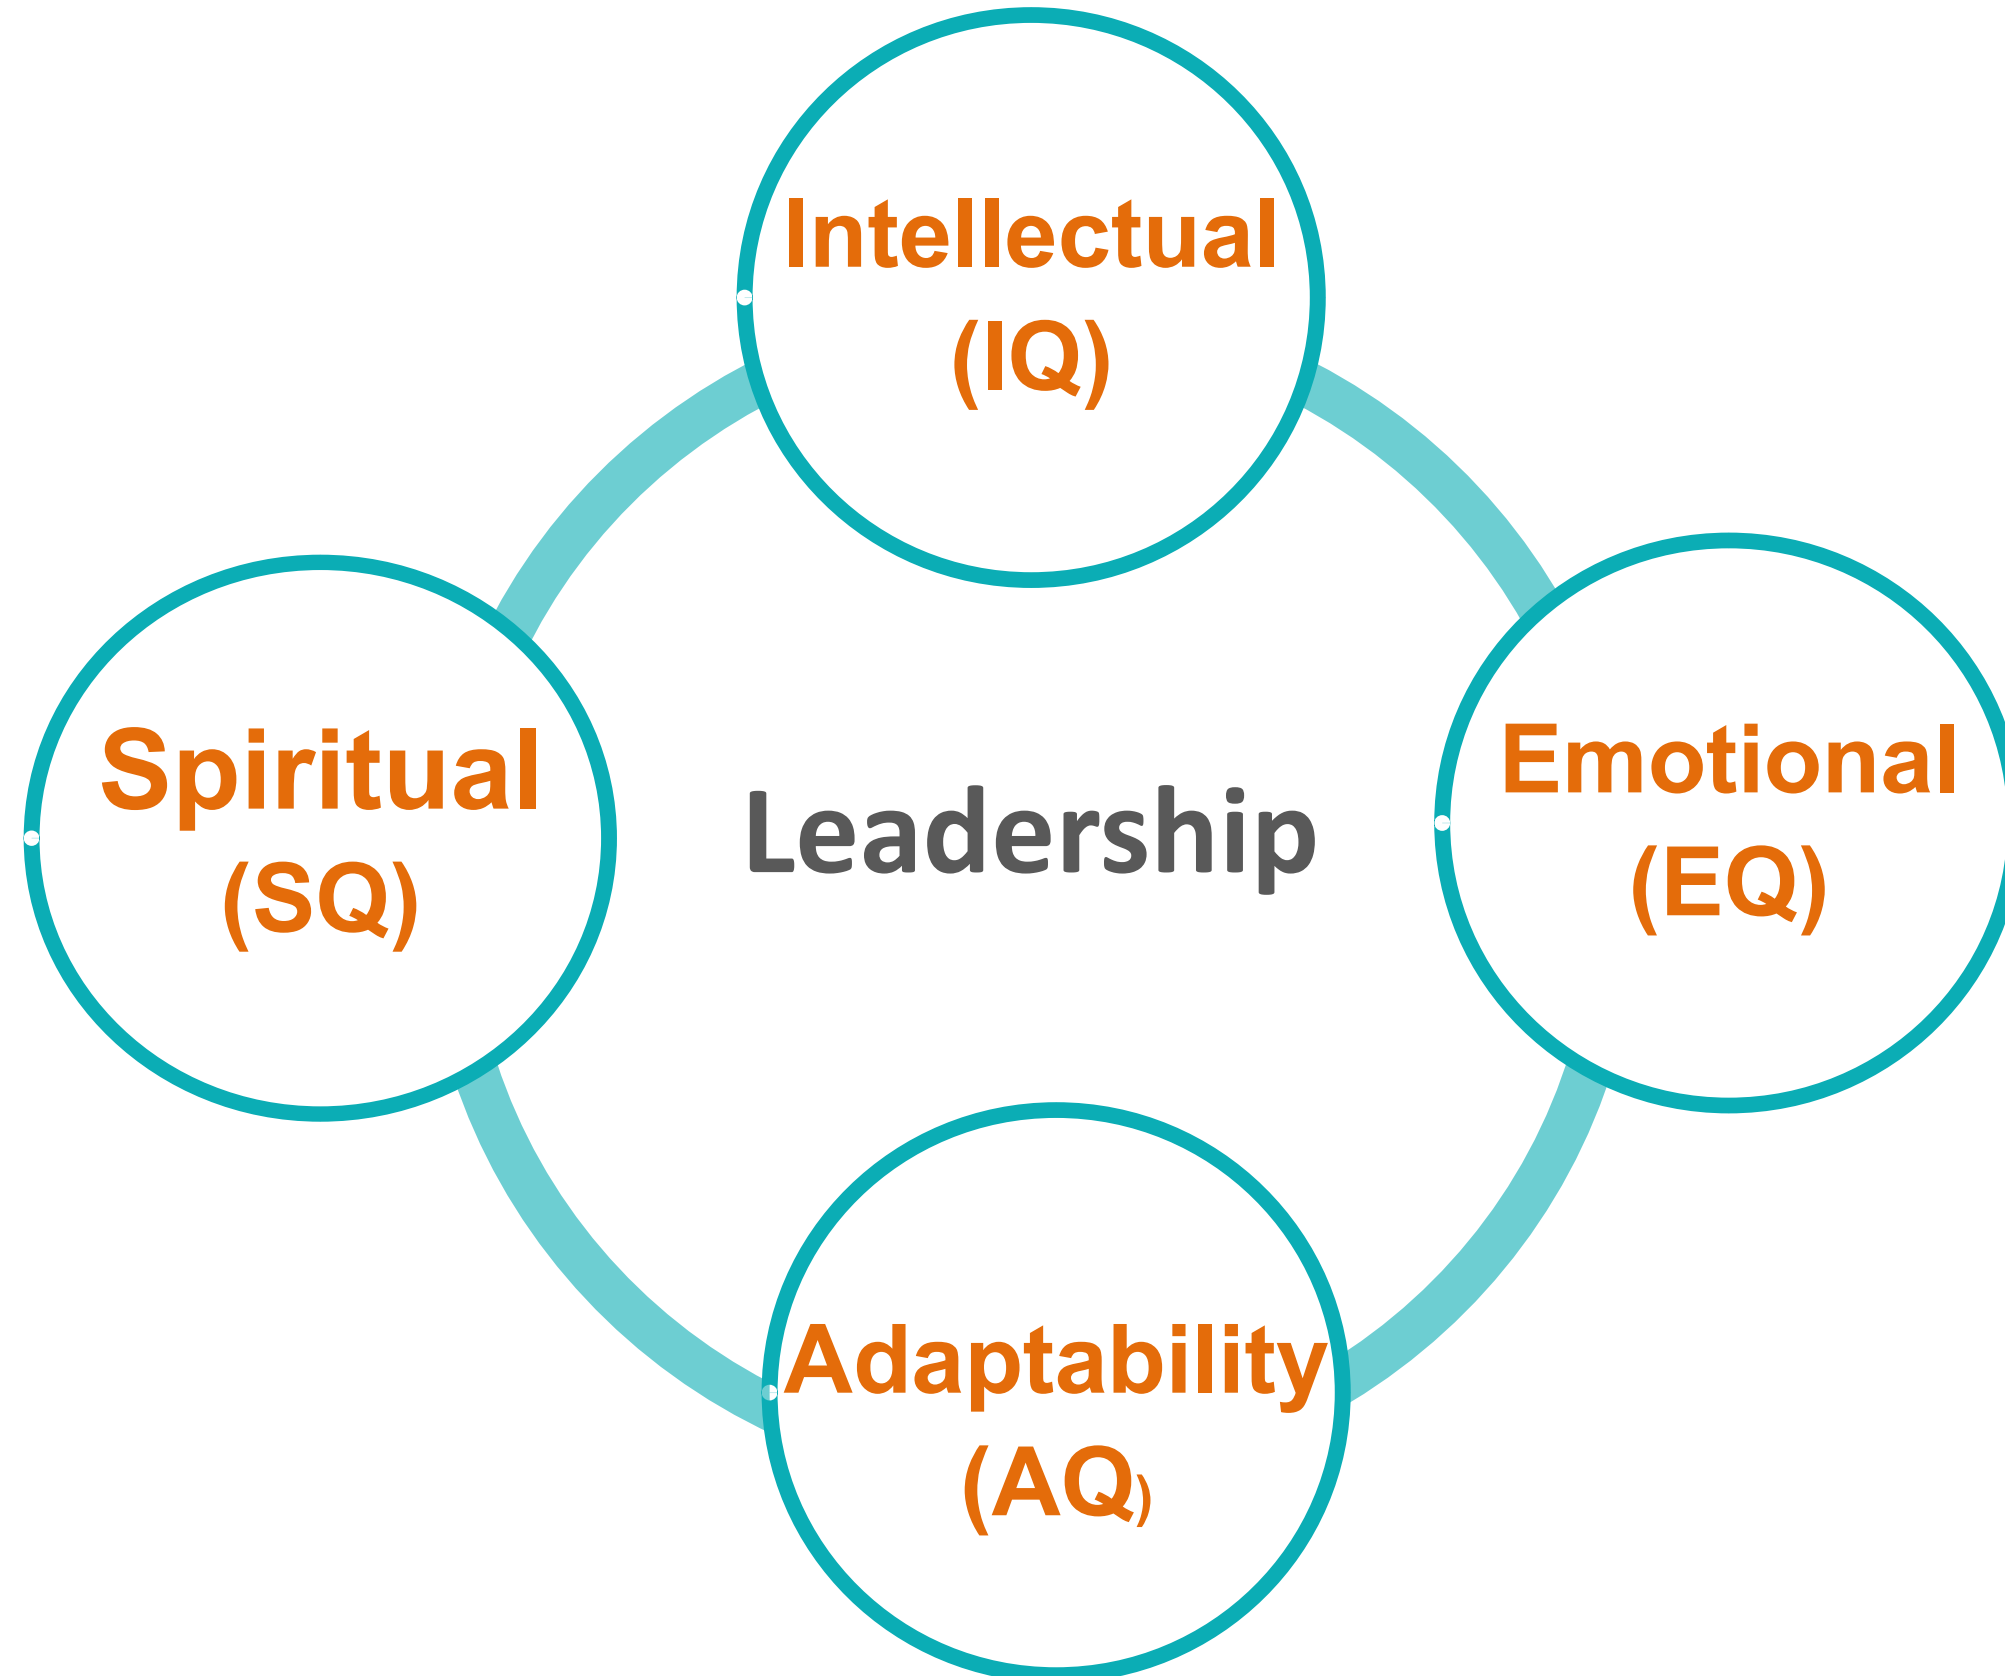 Intellectual
(IQ)
Spiritual
(SQ)
Leadership
Emotional
(EQ)
Adaptability
(AQ)